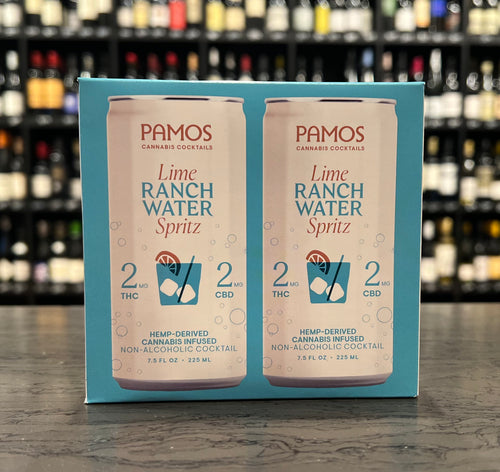 PAMOS
CANNABIS COCKTAILS
Lime
RANCH
WATER
Spritz
2 MG
THC
2 MG
CBD
HEMP-DERIVED
CANNABIS INFUSED
NON-ALCOHOLIC COCKTAIL
7.5 FL OZ • 225 ML
PAMOS
CANNABIS COCKTAILS
Lime
RANCH
WATER
Spritz
2 MG
THC
2 MG
CBD
HEMP-DERIVED
CANNABIS INFUSED
NON-ALCOHOLIC COCKTAIL
7.5 FL OZ • 225 ML